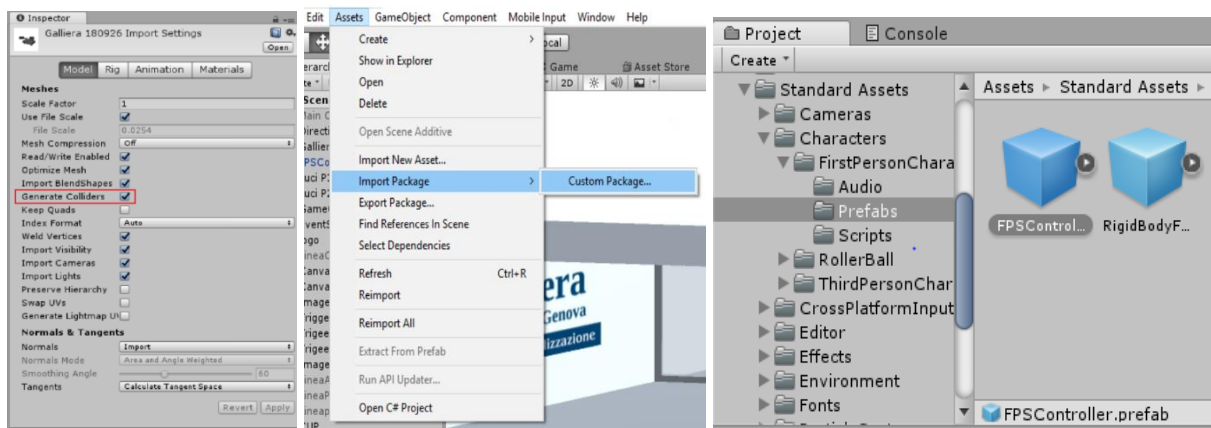 Inspector
Galliera 180926 Import Settings
Open
Model Rig Animation Materials
Meshes
Scale Factor 1
Use File Scale
File Scale 0.0254
Mesh Compression Off
Read/Write Enabled
Optimize Mesh
Import BlendShapes
Generate Colliders
Keep Quads
Index Format Auto
Weld Vertices
Import Visibility
Import Cameras
Import Lights
Preserve Hierarchy
Swap UVs
Generate Lightmap U
Normals & Tangents
Normals Import
Normals Mode Area and Angle Weighted
Smoothing Angle 60
Tangents Calculate Tangent Space
Revert Apply
Edit Assets GameObject Component Mobile Input Window Help
Create
Show in Explorer
Open
Delete
Open Scene Additive
Import New Asset...
Import Package
Custom Package...
Export Package...
Find References In Scene
Select Dependencies
Refresh Ctrl+R
Reimport
Reimport All
Extract From Prefab
Run API Updater...
Open C# Project
ocal
Game Asset Store
2D
era
Genova
izzazione
Project Console
Create
Standard Assets
Cameras
Characters
FirstPersonChara
Audio
Prefabs
Scripts
RollerBall
ThirdPersonChar
CrossPlatformInput
Editor
Effects
Environment
Fonts
Assets Standard Assets
FPSControl... RigidBodyF...
FPSController.prefab